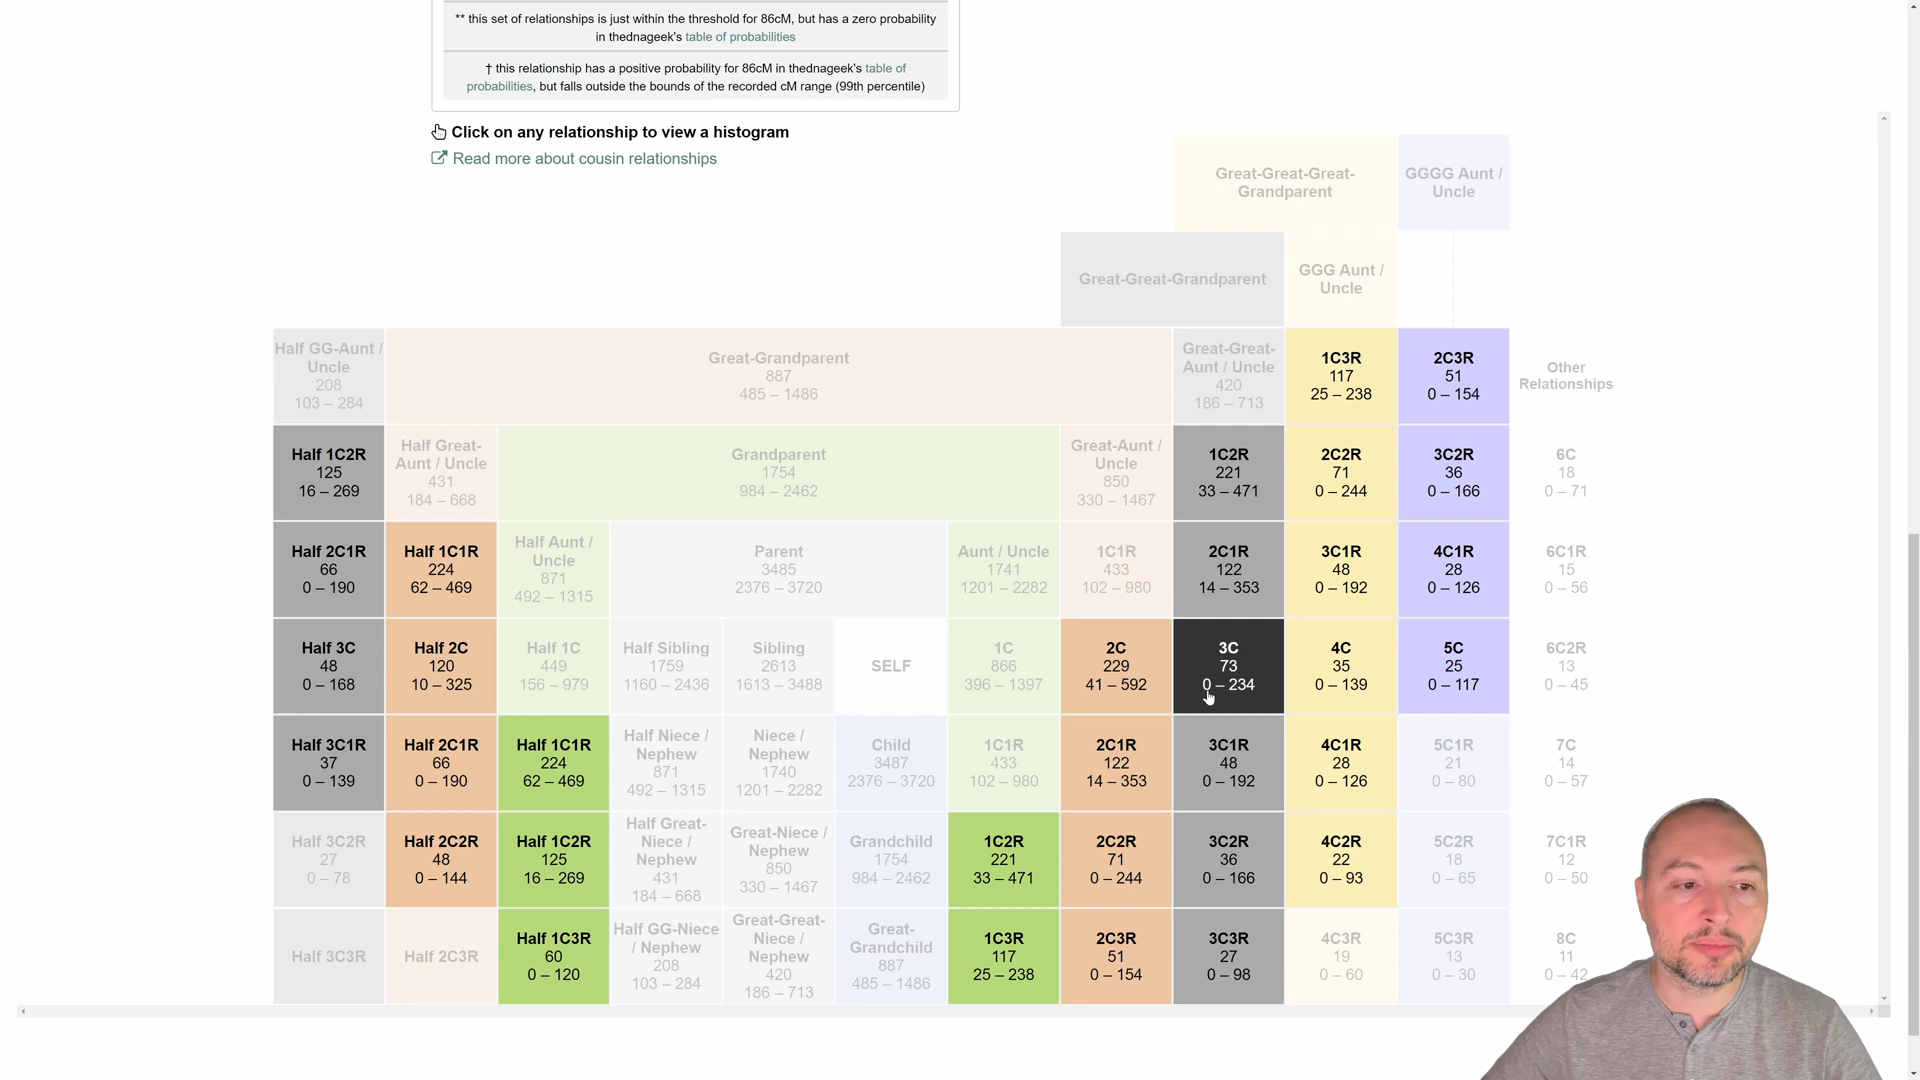 ** this set of relationships is just within the threshold for 86cM, but has a zero probability
in thednageek's table of probabilities
† this relationship has a positive probability for 86cM in thednageek's table of
probabilities, but falls outside the bounds of the recorded cM range (99th percentile)
Click on any relationship to view a histogram
Read more about cousin relationships
Great-Great-Great-
Grandparent
GGGG Aunt /
Uncle
Great-Great-Grandparent
GGG Aunt /
Uncle
Half GG-Aunt /
Uncle
208
103 – 284
Great-Grandparent
887
485 – 1486
Great-Great-
Aunt / Uncle
420
186 – 713
1C3R
117
25 – 238
2C3R
51
0 – 154
Other
Relationships
Half 1C2R
125
16 – 269
Half Great-
Aunt / Uncle
431
184 – 668
Grandparent
1754
984 – 2462
Great-Aunt /
Uncle
850
330 – 1467
1C2R
221
33 – 471
2C2R
71
0 – 244
3C2R
36
0 – 166
6C
18
0 – 71
Half 2C1R
66
0 – 190
Half 1C1R
224
62 – 469
Half Aunt /
Uncle
871
492 – 1315
Parent
3485
2376 – 3720
Aunt / Uncle
1741
1201 – 2282
1C1R
433
102 – 980
2C1R
122
14 – 353
3C1R
48
0 – 192
4C1R
28
0 – 126
6C1R
15
0 – 56
Half 3C
48
0 – 168
Half 2C
120
10 – 325
Half 1C
449
156 – 979
Half Sibling
1759
1160 – 2436
Sibling
2613
1613 – 3488
SELF
1C
866
396 – 1397
2C
229
41 – 592
3C
73
0 – 234
4C
35
0 – 139
5C
25
0 – 117
6C2R
13
0 – 45
Half 3C1R
37
0 – 139
Half 2C1R
66
0 – 190
Half 1C1R
224
62 – 469
Half Niece /
Nephew
871
492 – 1315
Niece /
Nephew
1740
1201 – 2282
Child
3487
2376 – 3720
1C1R
433
102 – 980
2C1R
122
14 – 353
3C1R
48
0 – 192
4C1R
28
0 – 126
5C1R
21
0 – 80
7C
14
0 – 57
Half 3C2R
27
0 – 78
Half 2C2R
48
0 – 144
Half 1C2R
125
16 – 269
Half Great-
Niece /
Nephew
431
184 – 668
Great-Niece /
Nephew
850
330 – 1467
Grandchild
1754
984 – 2462
1C2R
221
33 – 471
2C2R
71
0 – 244
3C2R
36
0 – 166
4C2R
22
0 – 93
5C2R
18
0 – 65
7C1R
12
0 – 50
Half 3C3R
Half 2C3R
Half 1C3R
60
0 – 120
Half GG-Niece
/ Nephew
208
103 – 284
Great-Great-
Niece /
Nephew
420
186 – 713
Great-
Grandchild
887
485 – 1486
1C3R
117
25 – 238
2C3R
51
0 – 154
3C3R
27
0 – 98
4C3R
19
0 – 60
5C3R
13
0 – 30
8C
11
0 – 42